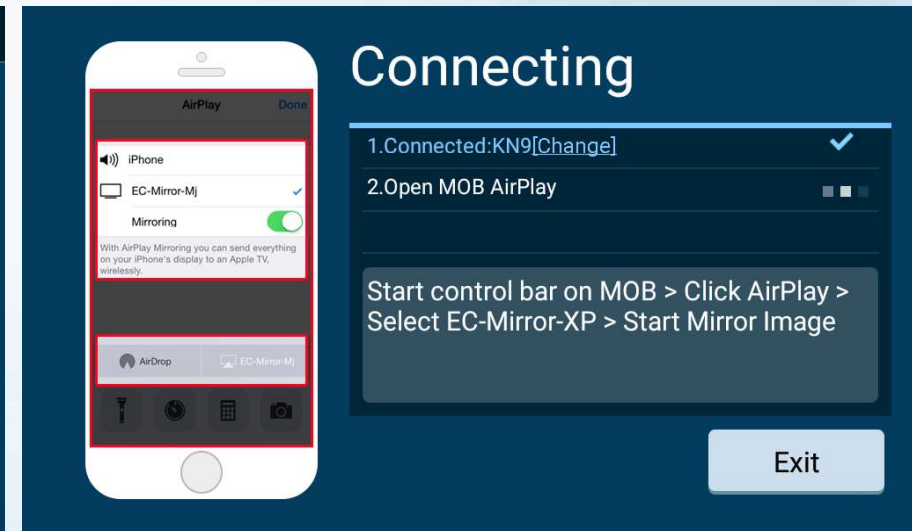 AirPlay Done
iPhone
EC-Mirror-Mj
Mirroring
With AirPlay Mirroring you can send everything
on your iPhone's display to an Apple TV,
wirelessly.
AirDrop EC-Mirror-Mj
Connecting
1.Connected:KN9[Change]
2.Open MOB AirPlay
Start control bar on MOB > Click AirPlay >
Select EC-Mirror-XP > Start Mirror Image
Exit